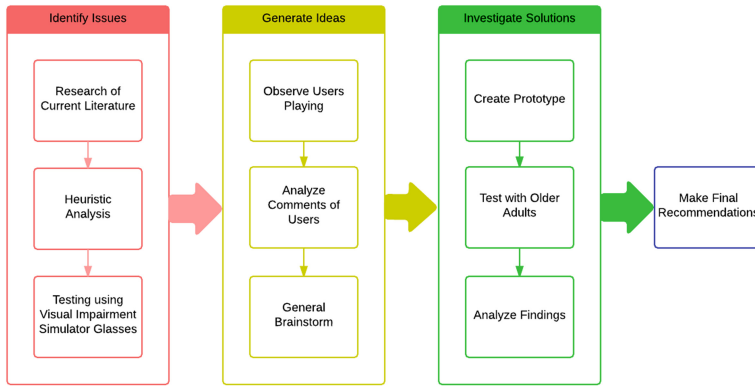 Identify Issues
Research of
Current Literature
Heuristic
Analysis
Testing using
Visual Impairment
Simulator Glasses
Generate Ideas
Observe Users
Playing
Analyze
Comments of
Users
General
Brainstorm
Investigate Solutions
Create Prototype
Test with Older
Adults
Analyze Findings
Make Final
Recommendations